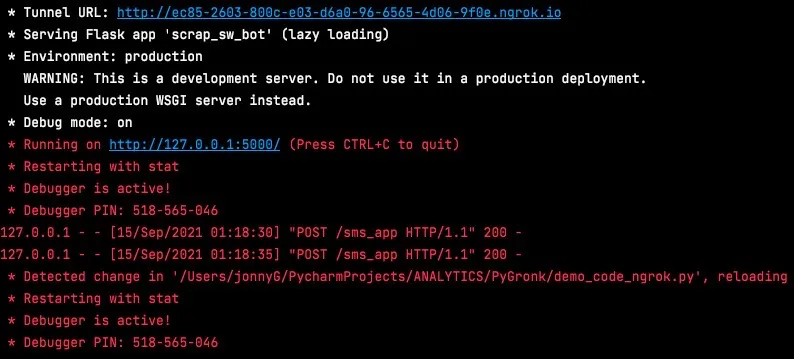 * Tunnel URL: http://ec85-2603-800c-e03-d6a0-96-6565-4d06-9f0e.ngrok.io
* Serving Flask app 'scrap_sw_bot' (lazy loading)
* Environment: production
WARNING: This is a development server. Do not use it in a production deployment.
Use a production WSGI server instead.
* Debug mode: on
* Running on http://127.0.0.1:5000/ (Press CTRL+C to quit)
* Restarting with stat
* Debugger is active!
* Debugger PIN: 518-565-046
127.0.0.1 - - [15/Sep/2021 01:18:30] "POST /sms_app HTTP/1.1" 200 -
127.0.0.1 - - [15/Sep/2021 01:18:35] "POST /sms_app HTTP/1.1" 200 -
* Detected change in '/Users/jonnyG/PycharmProjects/ANALYTICS/PyGronk/demo_code_ngrok.py', reloading
* Restarting with stat
* Debugger is active!
* Debugger PIN: 518-565-046